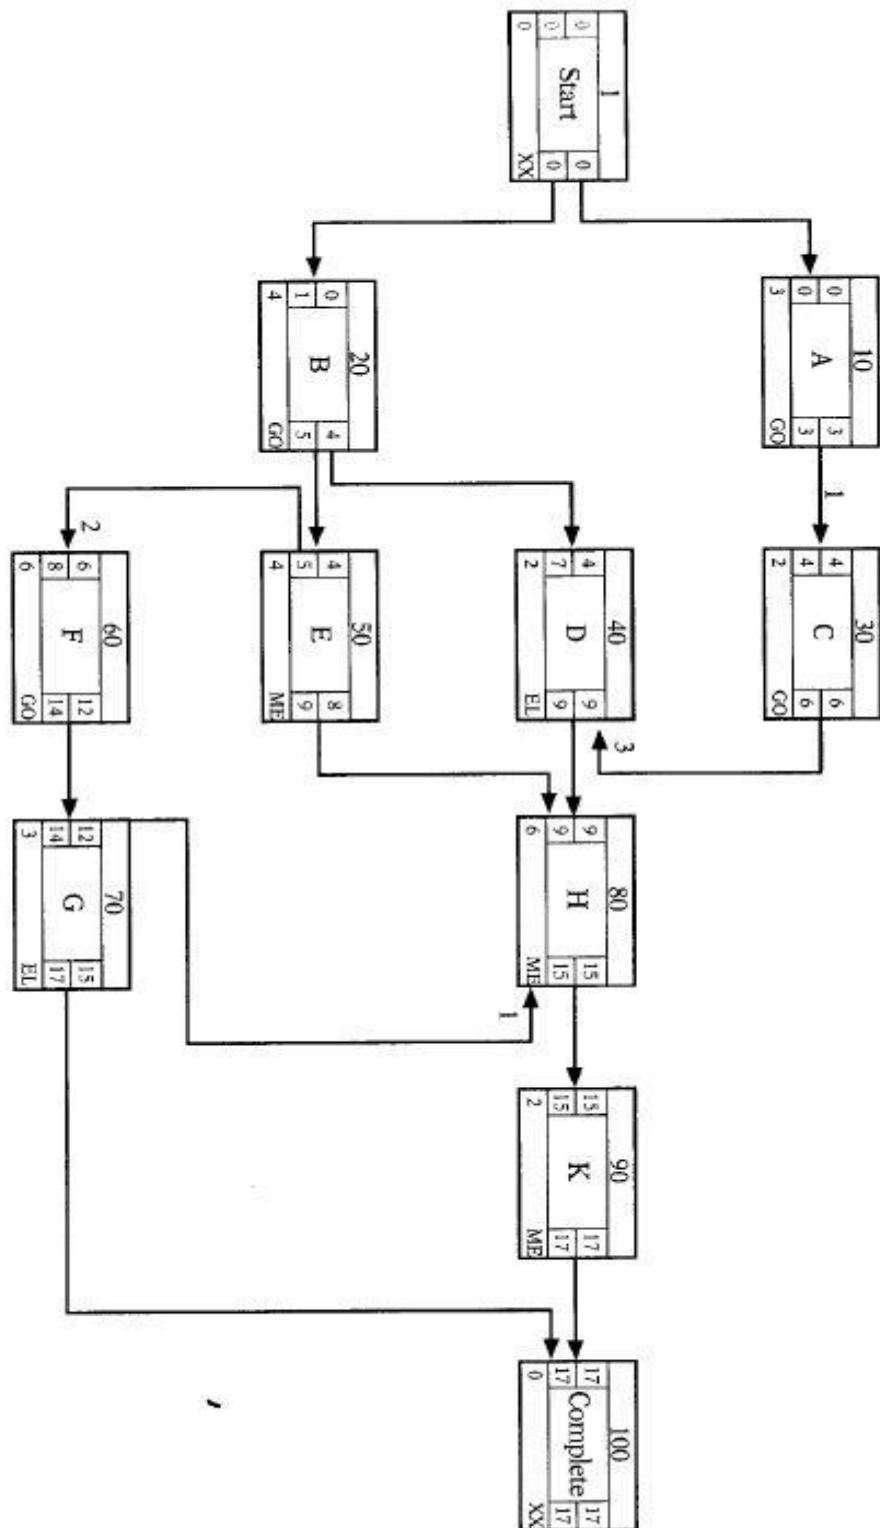 1
0 0
Start
0 0
0 XX
10
0 3
A
0 3
3 GO
1
30
4 6
C
4 6
2 GO
3
20
0 4
B
1 5
4 GO
40
4 9
D
7 9
2 EL
50
4 8
E
5 9
4 ME
2
60
6 12
F
8 14
6 GO
70
12 15
G
14 17
3 EL
80
9 15
H
9 15
6 ME
1
90
15 17
K
15 17
2 ME
100
17 17
Complete
17 17
0 XX